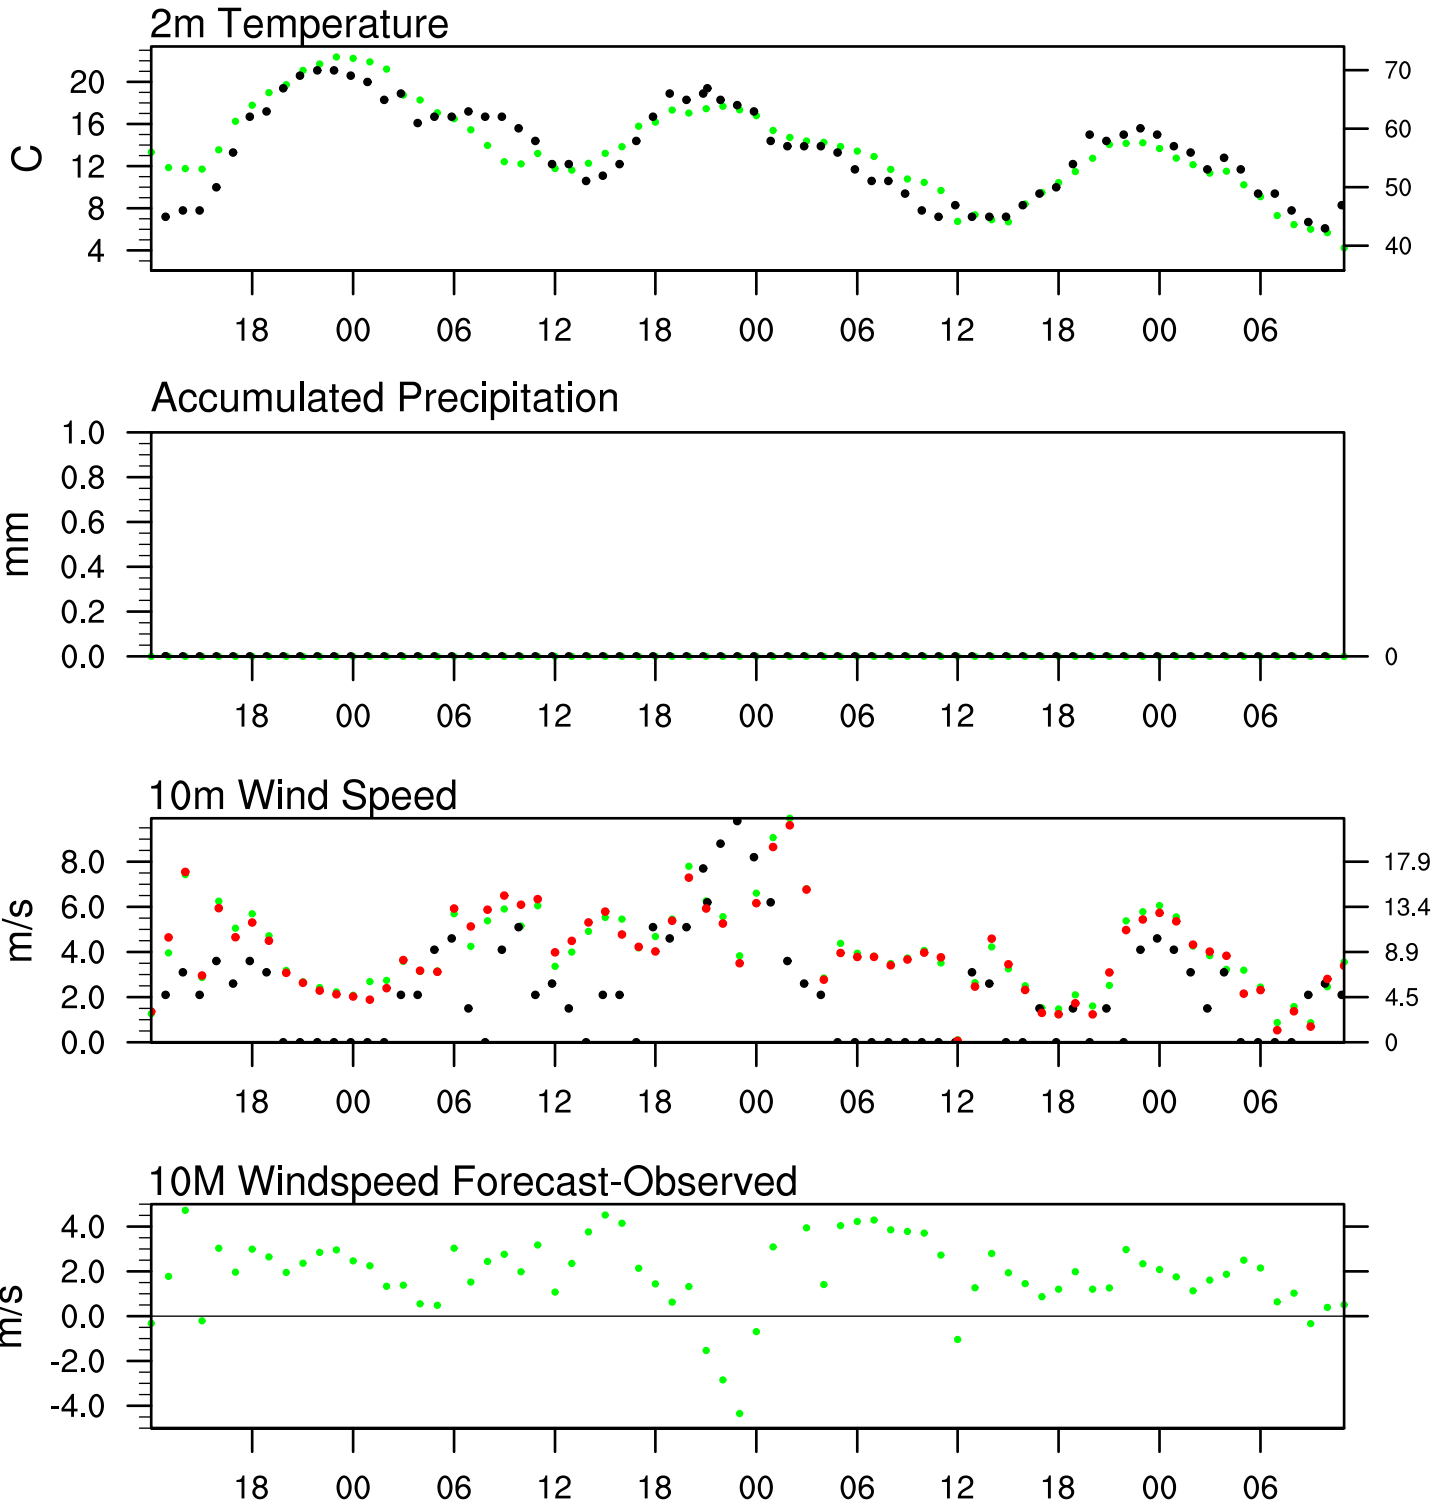 2m Temperature
20
16
12
8
4
C
70
60
50
40
18 00 06 12 18 00 06 12 18 00 06
Accumulated Precipitation
1.0
0.8
0.6
0.4
0.2
0.0
mm
0
18 00 06 12 18 00 06 12 18 00 06
10m Wind Speed
8.0
6.0
4.0
2.0
0.0
m/s
17.9
13.4
8.9
4.5
0
18 00 06 12 18 00 06 12 18 00 06
10M Windspeed Forecast-Observed
4.0
2.0
0.0
-2.0
-4.0
m/s
18 00 06 12 18 00 06 12 18 00 06